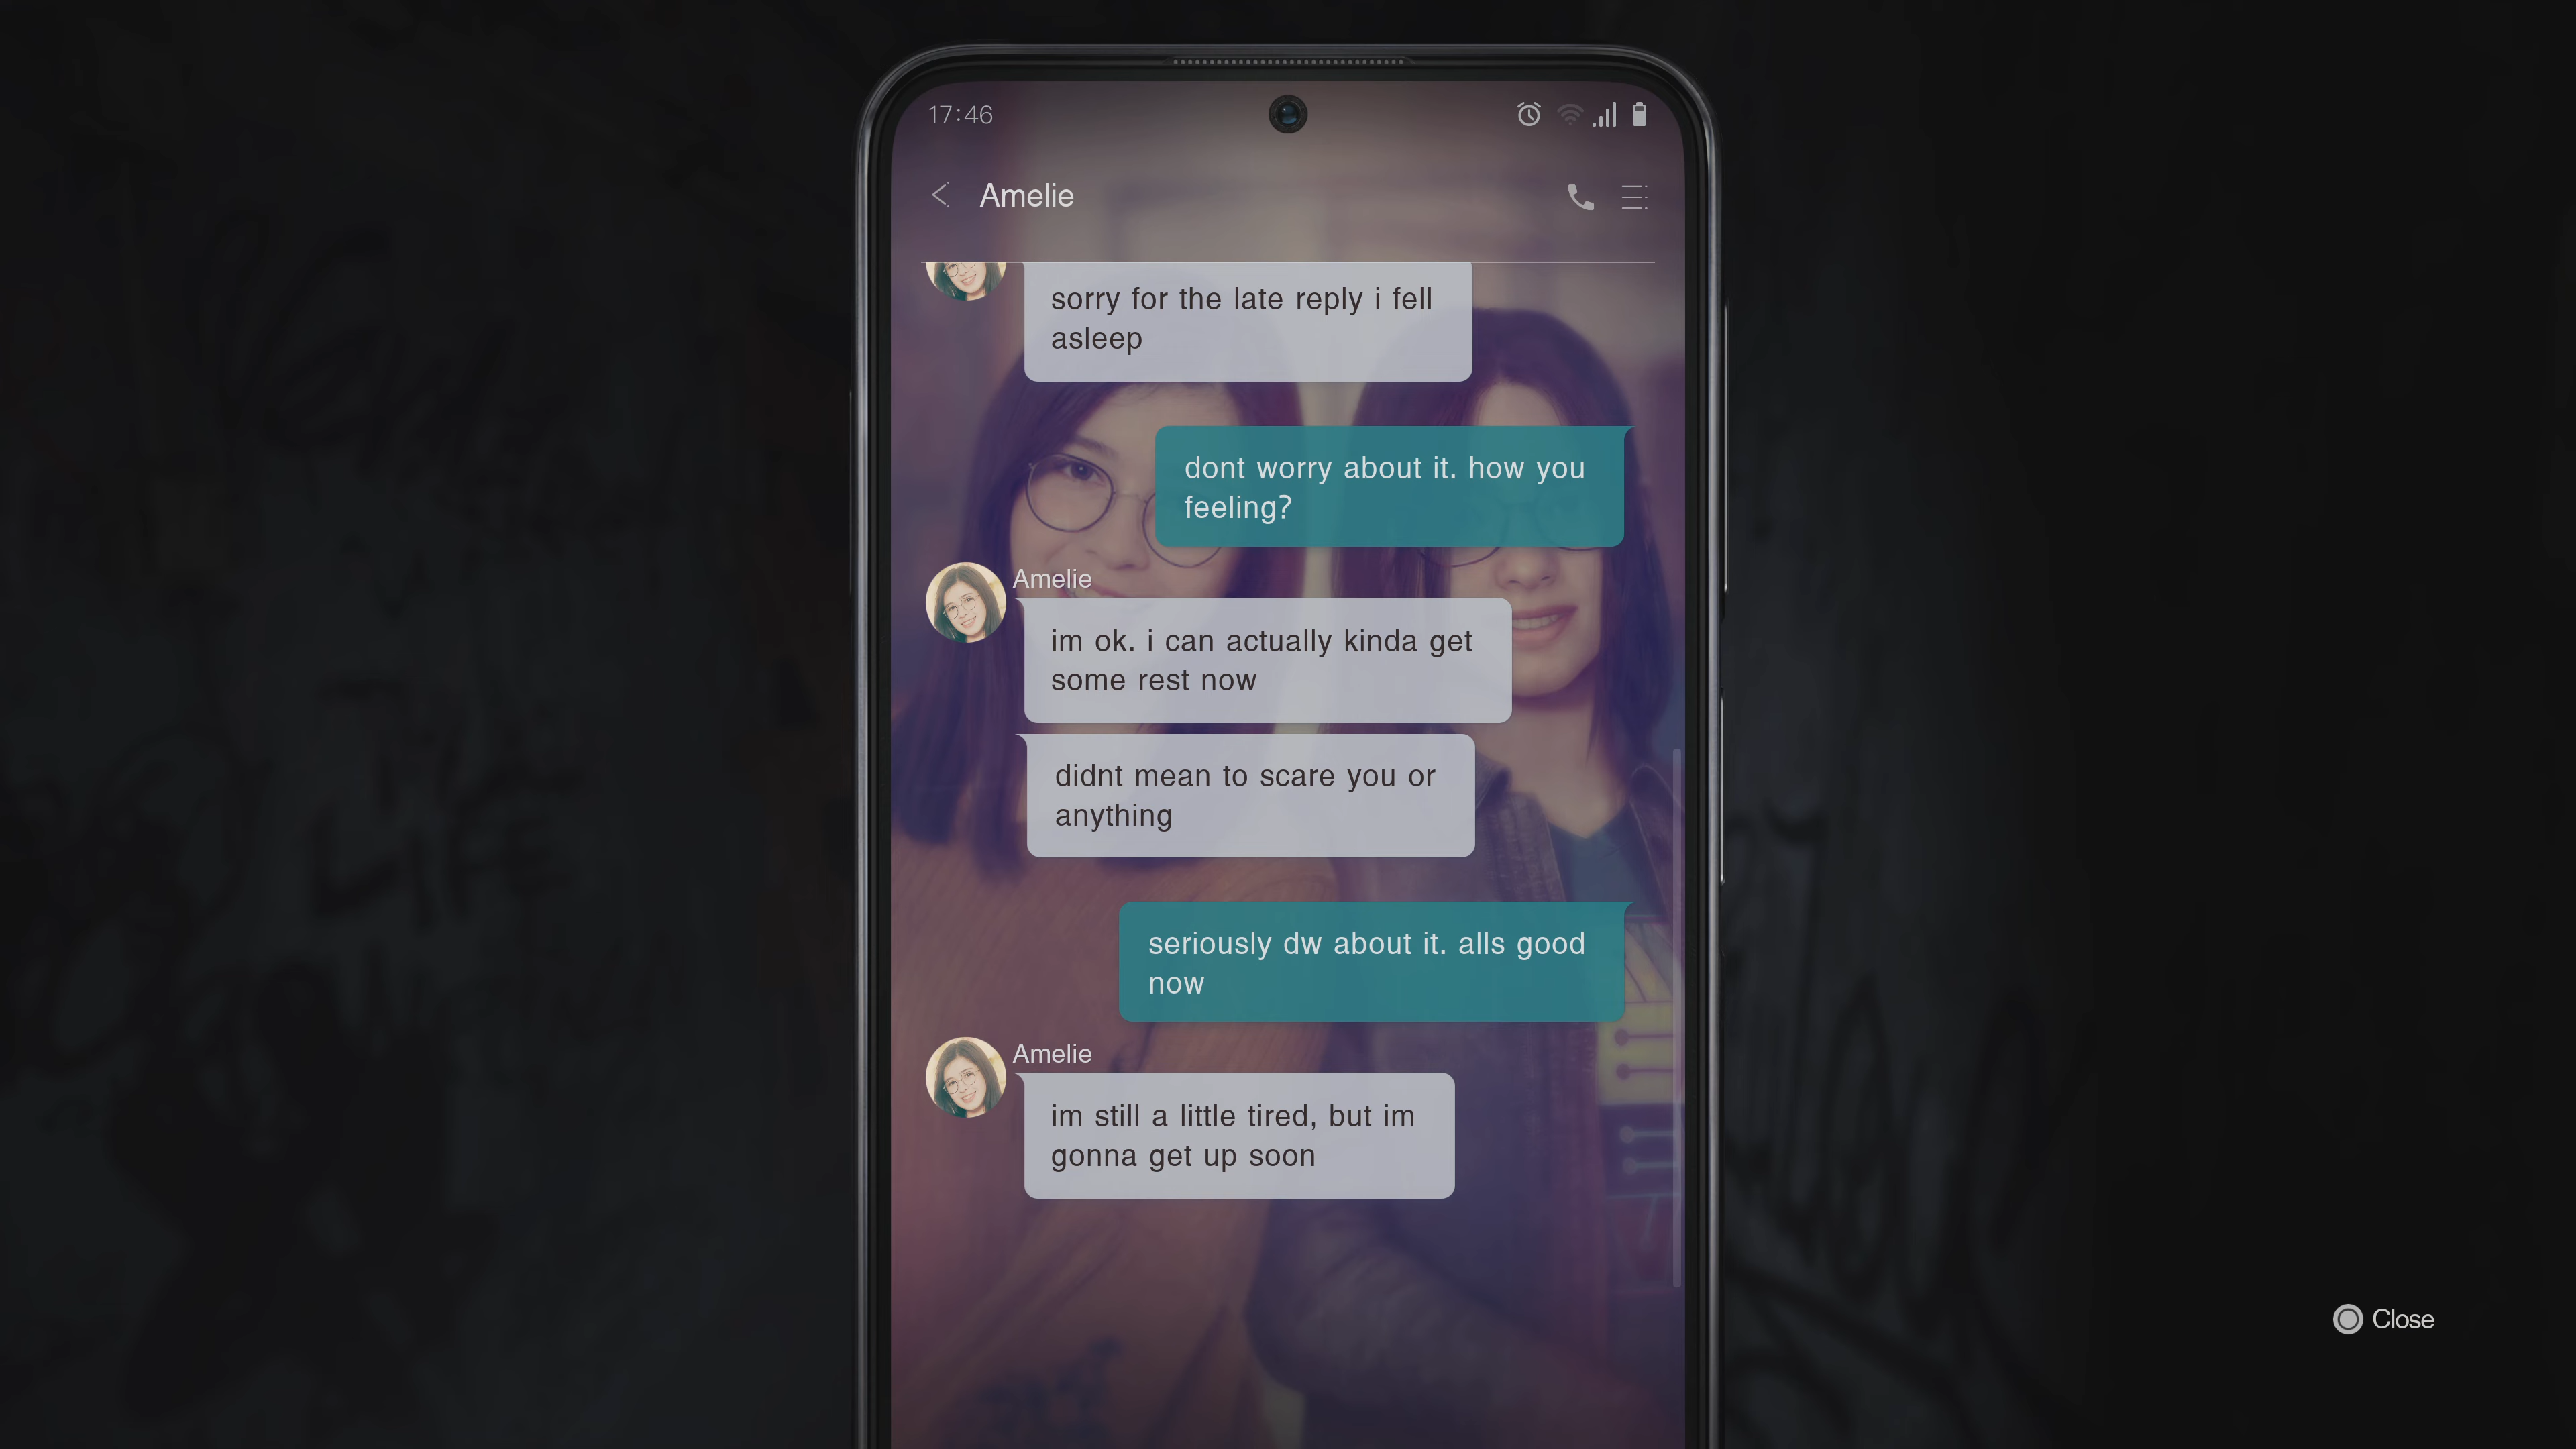 17:46
Amelie
sorry for the late reply i fell
asleep
dont worry about it. how you
feeling?
Amelie
im ok. i can actually kinda get
some rest now
didnt mean to scare you or
anything
seriously dw about it. alls good
now
Amelie
im still a little tired, but im
gonna get up soon
Close
LIFE